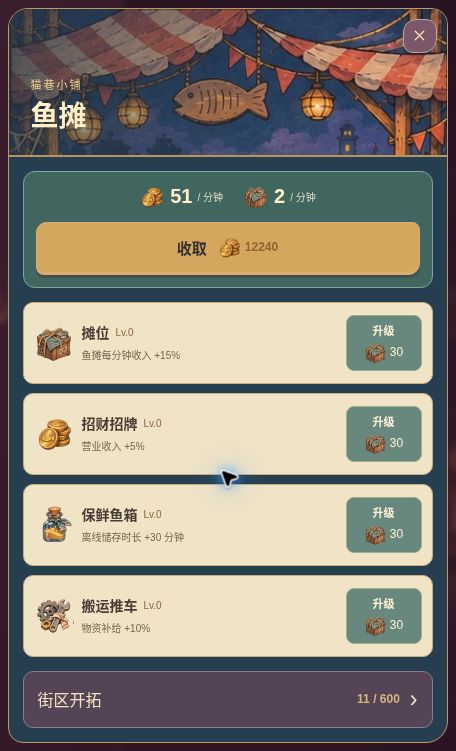 猫巷小铺
鱼摊
51 / 分钟 2 / 分钟
收取 12240
摊位 Lv.0
鱼摊每分钟收入 +15%
升级
30
招财招牌 Lv.0
营业收入 +5%
升级
30
保鲜鱼箱 Lv.0
离线储存时长 +30 分钟
升级
30
搬运推车 Lv.0
物资补给 +10%
升级
30
街区开拓 11 / 600